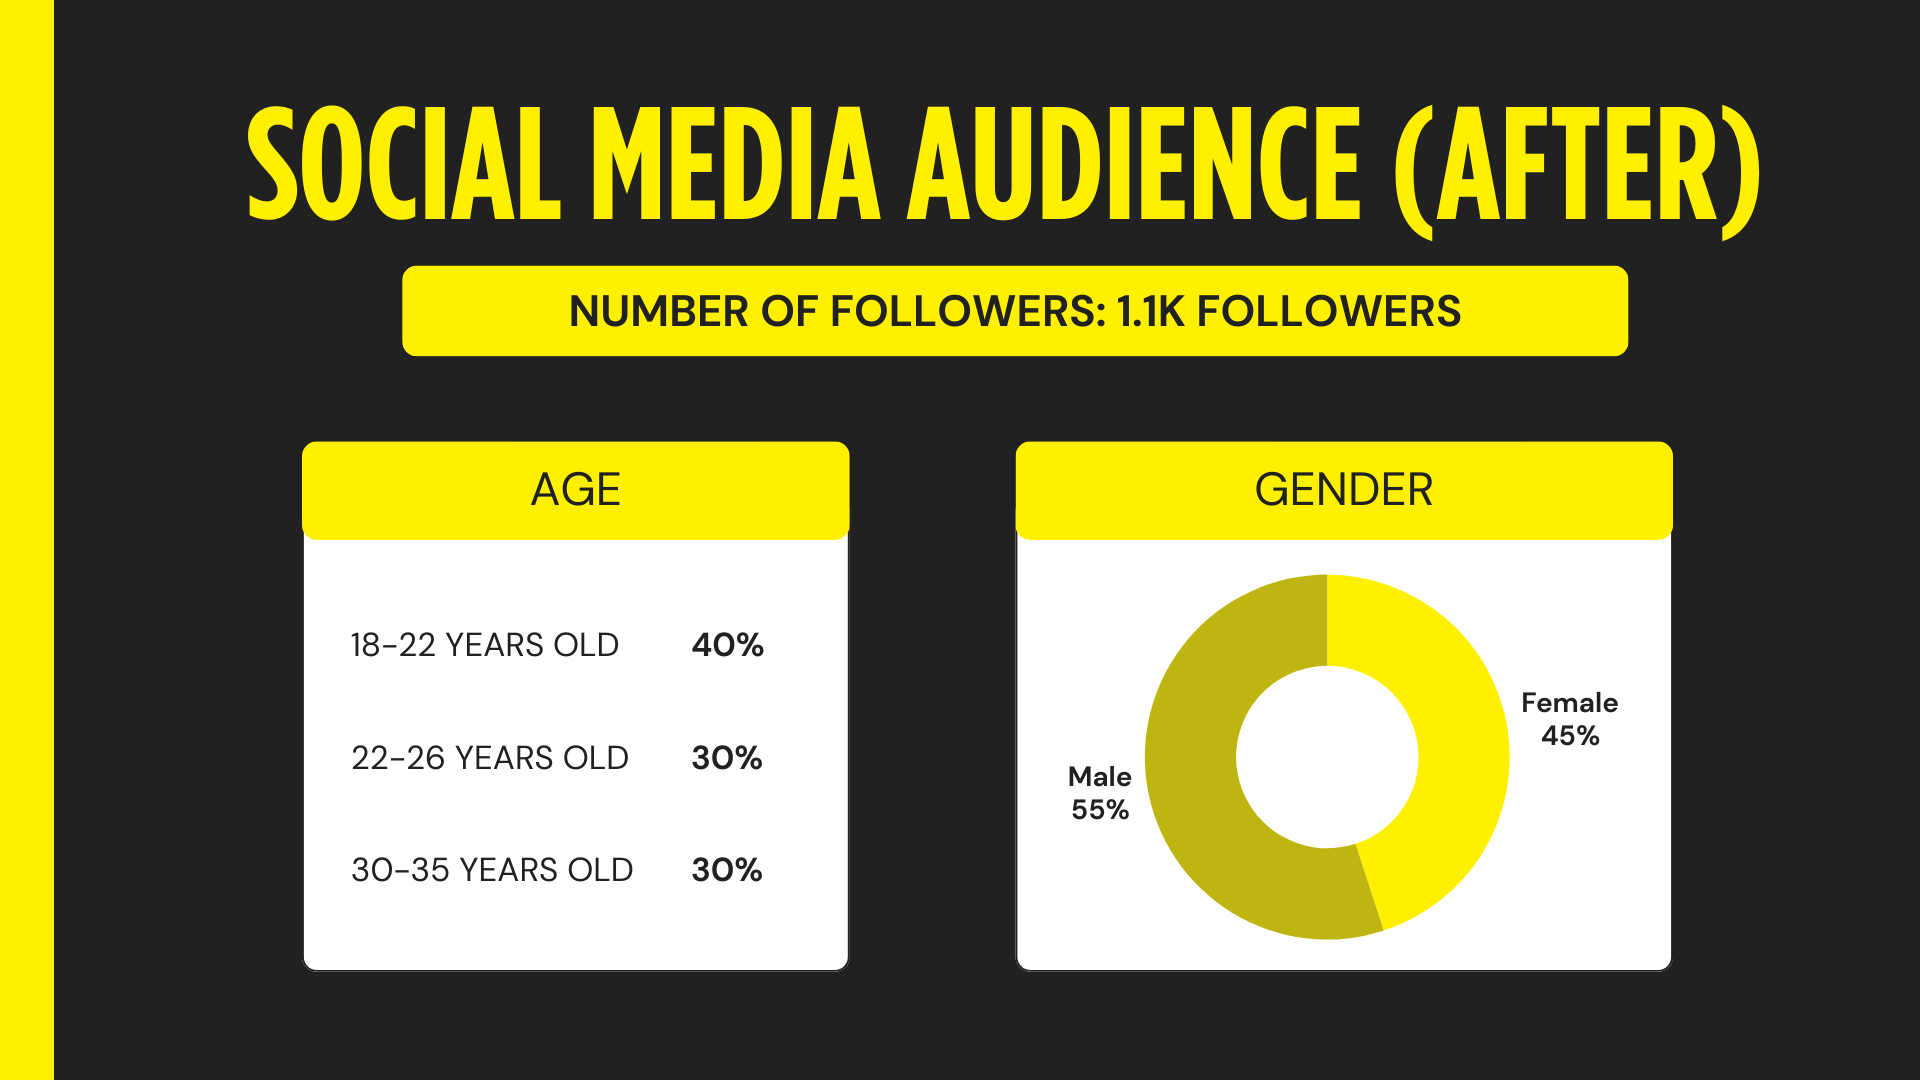 SOCIAL MEDIA AUDIENCE (AFTER)
NUMBER OF FOLLOWERS: 1.1K FOLLOWERS
AGE
18-22 YEARS OLD 40%
22-26 YEARS OLD 30%
30-35 YEARS OLD 30%
GENDER
Female
45%
Male
55%